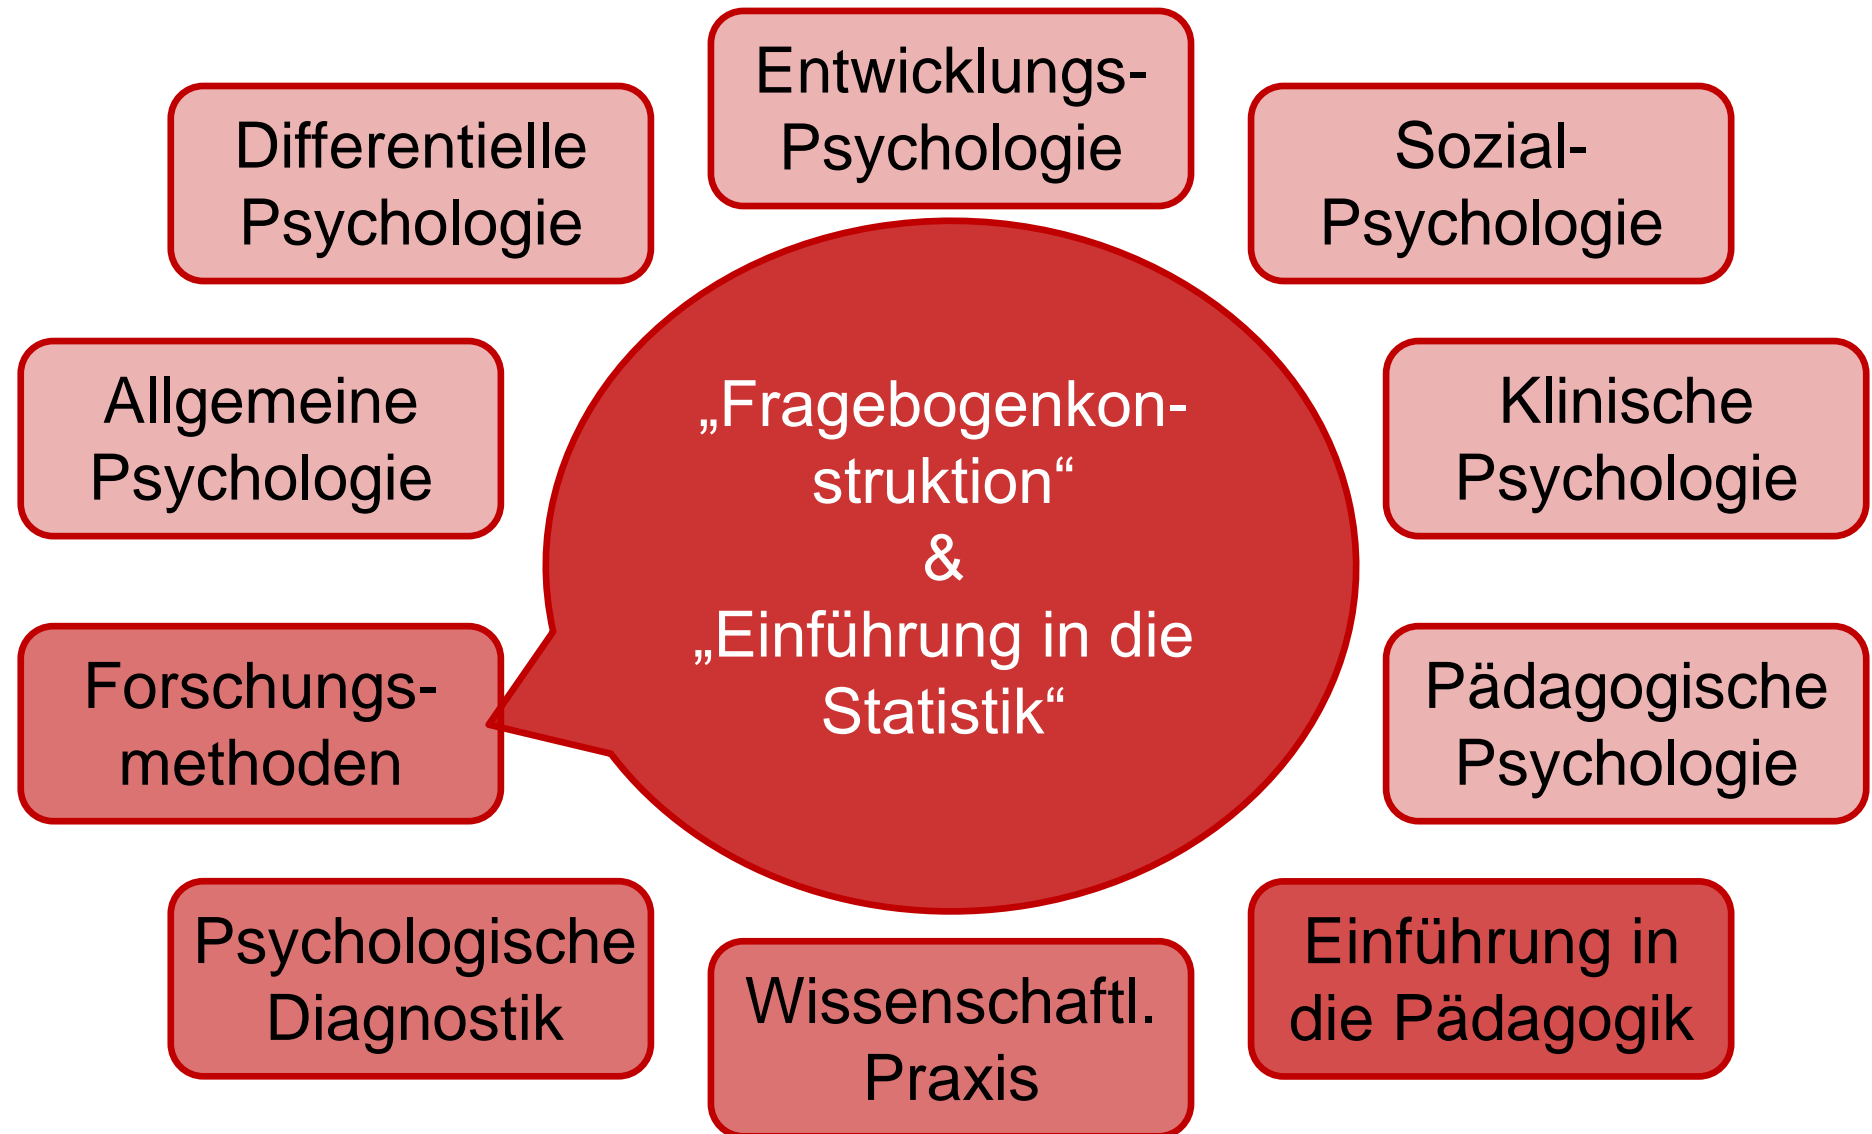 Entwicklungs-
Psychologie
Differentielle
Psychologie
Sozial-
Psychologie
Allgemeine
Psychologie
„Fragebogenkon-
struktion“
&
„Einführung in die
Statistik“
Klinische
Psychologie
Forschungs-
methoden
Pädagogische
Psychologie
Psychologische
Diagnostik
Wissenschaftl.
Praxis
Einführung in
die Pädagogik